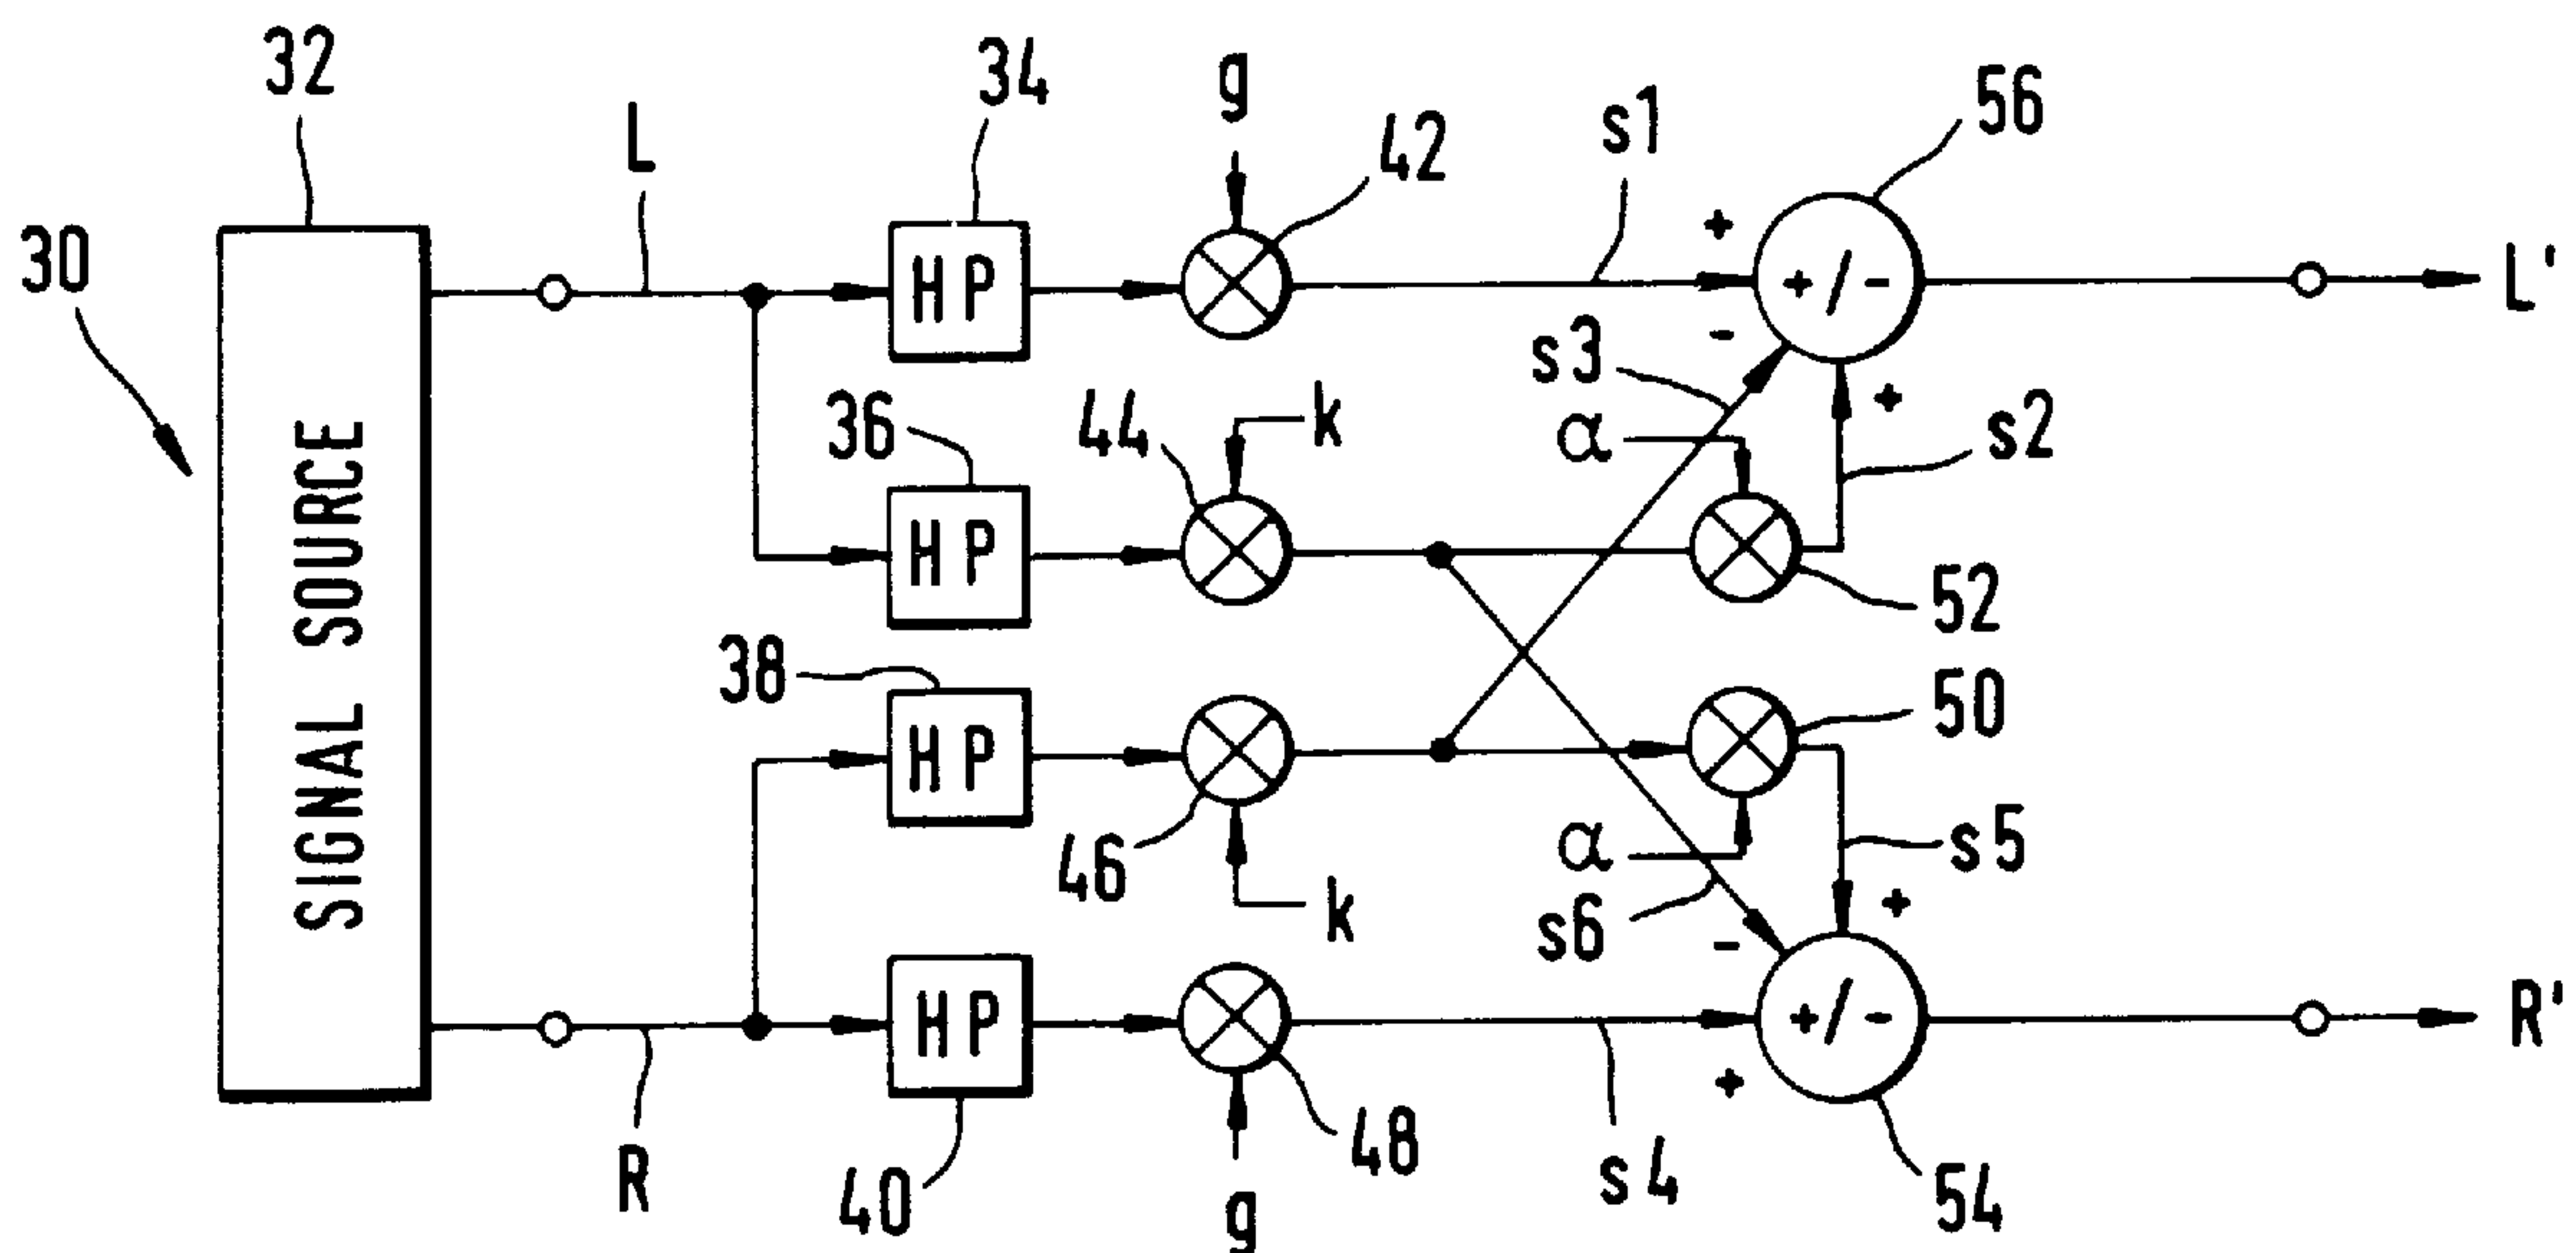 32
34
g
56
L
42
s1
30
+
HP
+/-
L'
-
s3
+
36
44
k
α
s2
SIGNAL SOURCE
HP
52
38
50
HP
46
α
s5
k
s6
+
-
HP
+/-
R'
+
R
40
48
g
s4
54